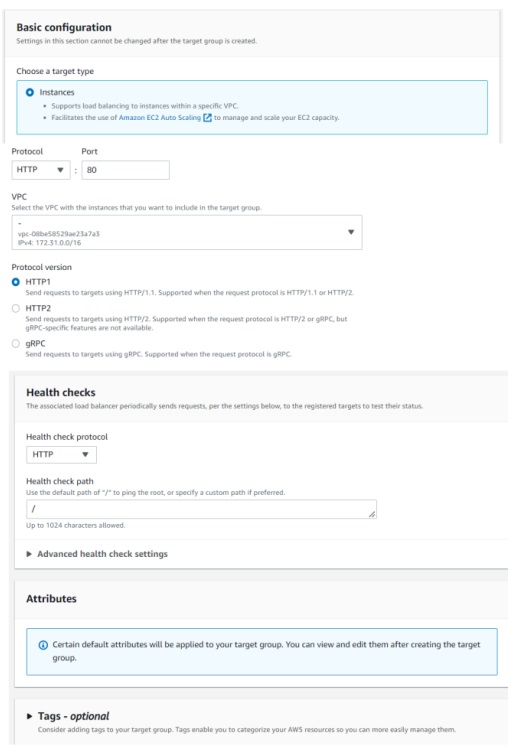 Basic configuration
Settings in this section cannot be changed after the target group is created.
Choose a target type
Instances
• Supports load balancing to instances within a specific VPC.
• Facilitates the use of Amazon EC2 Auto Scaling to manage and scale your EC2 capacity.
Protocol Port
HTTP : 80
VPC
Select the VPC with the instances that you want to include in the target group.
-
vpc-08be58529ae23a7a3
IPv4: 172.31.0.0/16
Protocol version
HTTP1
Send requests to targets using HTTP/1.1. Supported when the request protocol is HTTP/1.1 or HTTP/2.
HTTP2
Send requests to targets using HTTP/2. Supported when the request protocol is HTTP/2 or gRPC, but
gRPC-specific features are not available.
gRPC
Send requests to targets using gRPC. Supported when the request protocol is gRPC.
Health checks
The associated load balancer periodically sends requests, per the settings below, to the registered targets to test their status.
Health check protocol
HTTP
Health check path
Use the default path of "/" to ping the root, or specify a custom path if preferred.
/
Up to 1024 characters allowed.
Advanced health check settings
Attributes
Certain default attributes will be applied to your target group. You can view and edit them after creating the target
group.
Tags - optional
Consider adding tags to your target group. Tags enable you to categorize your AWS resources so you can more easily manage them.